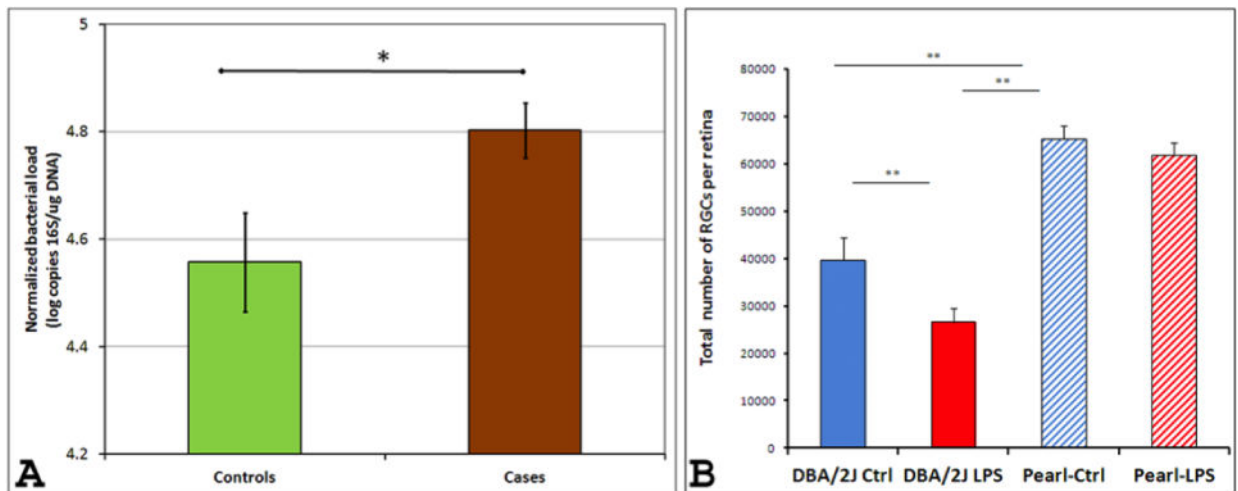 5
4.8
4.6
4.4
4.2
Normalized bacterial load
(log copies 16S/ug DNA)
*
Controls
Cases
A
80000
70000
60000
50000
40000
30000
20000
10000
0
Total number of RGCs per retina
**
**
**
DBA/2J Ctrl
DBA/2J LPS
Pearl-Ctrl
Pearl-LPS
B